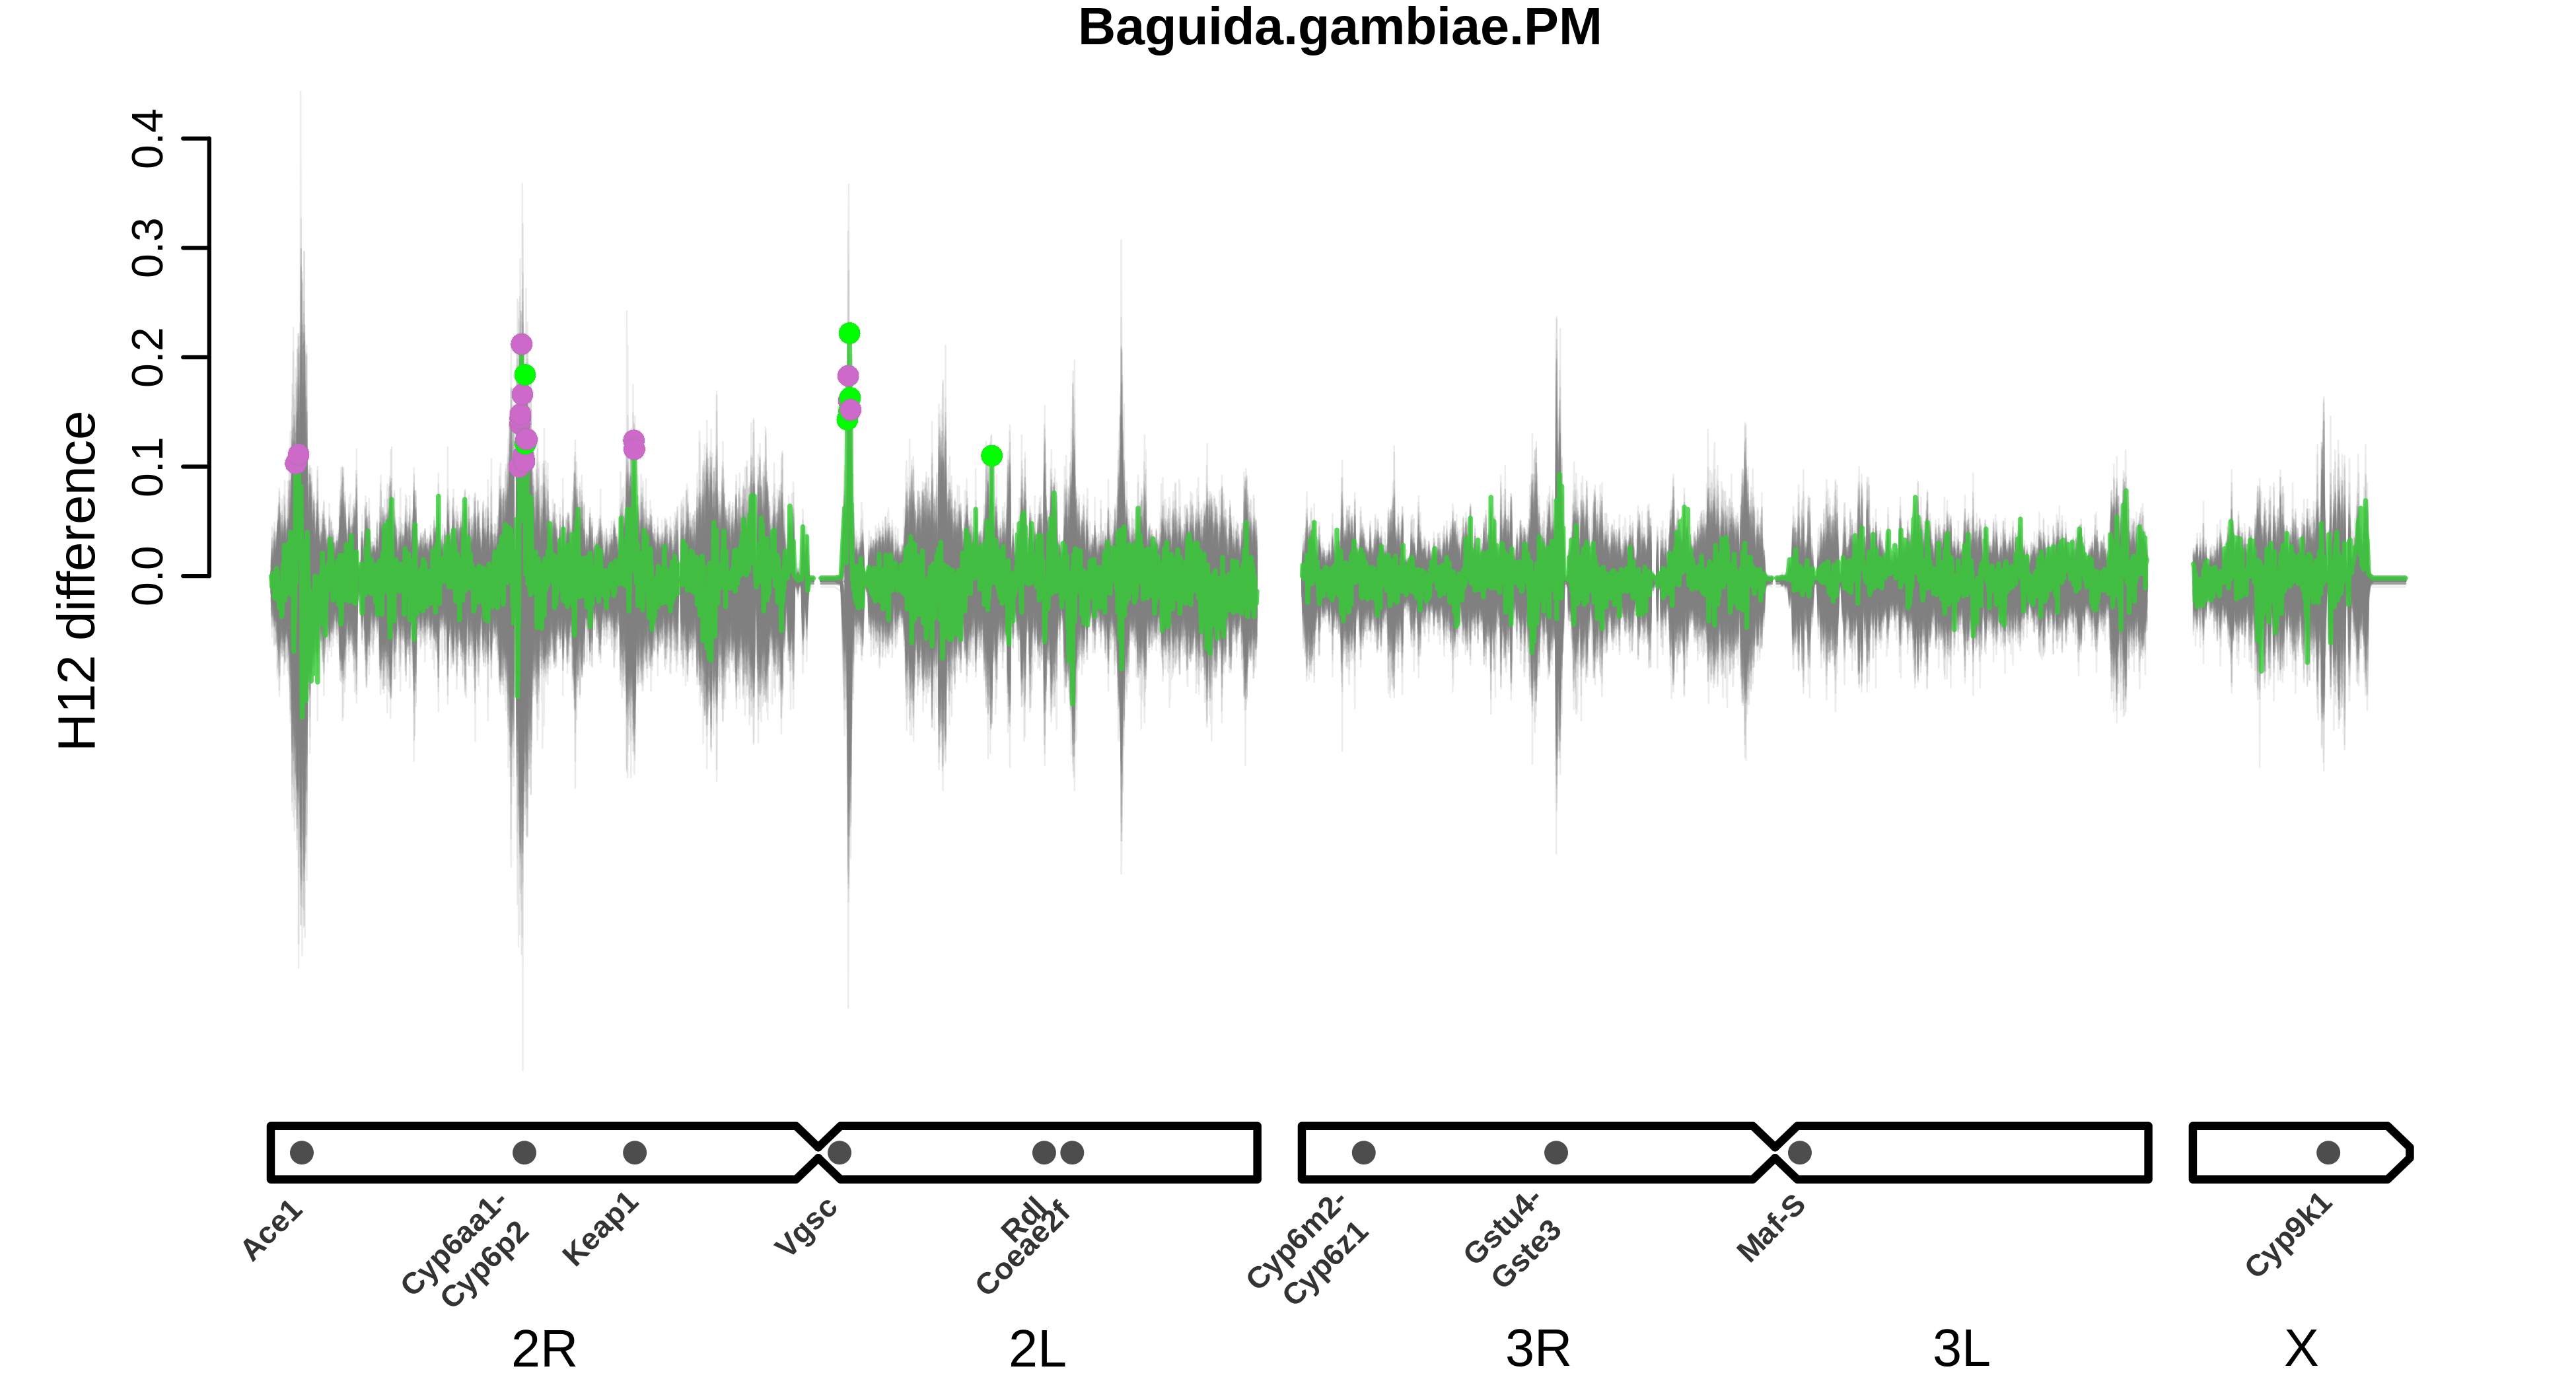 Baguida.gambiae.PM
H12 difference
0.4
0.3
0.2
0.1
0.0
Ace1
Cyp6aa1-
Cyp6p2
Keap1
Vgsc
Rdl
Coeae2f
Cyp6m2-
Cyp6z1
Gstu4-
Gste3
Maf-S
Cyp9k1
2R
2L
3R
3L
X